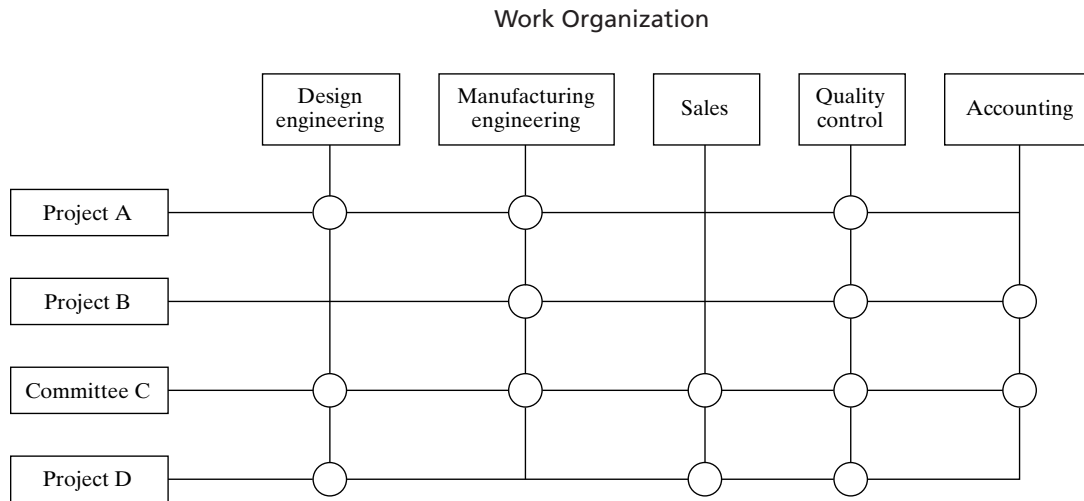 Work Organization
Design
engineering
Manufacturing
engineering
Sales
Quality
control
Accounting
Project A
Project B
Committee C
Project D